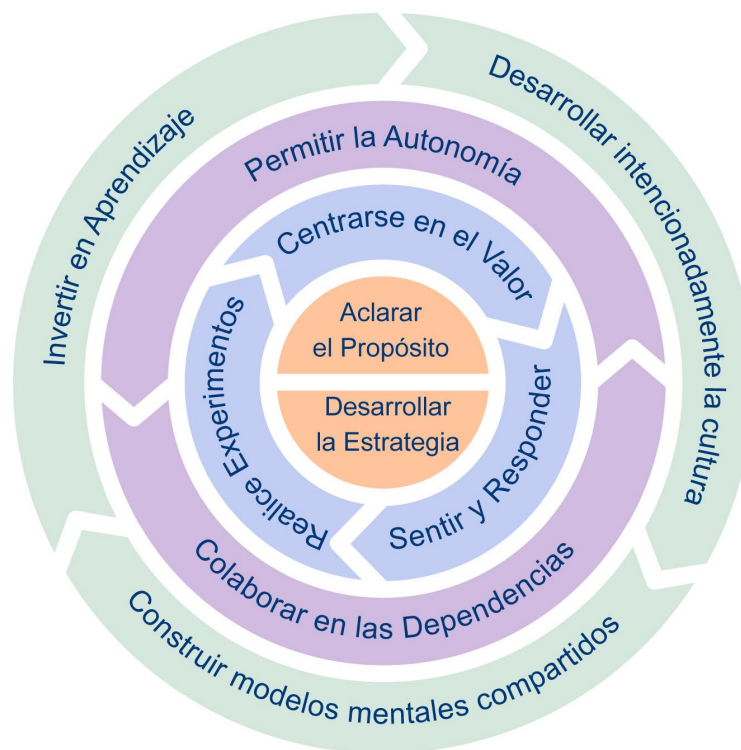 Desarrollar intencionadamente la cultura
Construir modelos mentales compartidos
Invertir en Aprendizaje
Permitir la Autonomía
Colaborar en las Dependencias
Centrarse en el Valor
Sentir y Responder
Realice Experimentos
Aclarar
el Propósito
Desarrollar
la Estrategia